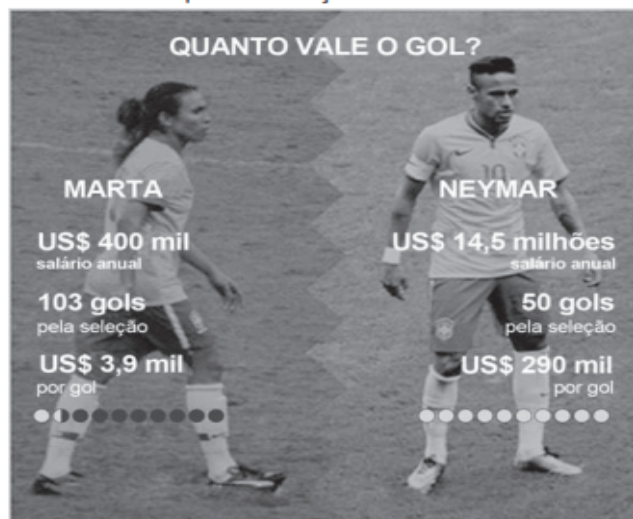 QUANTO VALE O GOL?
MARTA
US$ 400 mil
salário anual
103 gols
pela seleção
US$ 3,9 mil
por gol
NEYMAR
US$ 14,5 milhões
salário anual
50 gols
pela seleção
US$ 290 mil
por gol
10